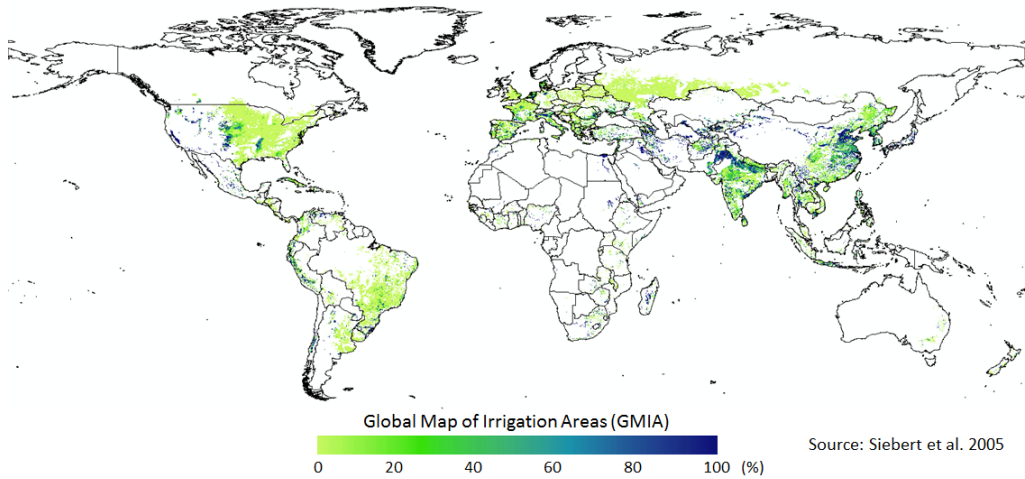 Global Map of Irrigation Areas (GMIA)
0 20 40 60 80 100 (%)
Source: Siebert et al. 2005